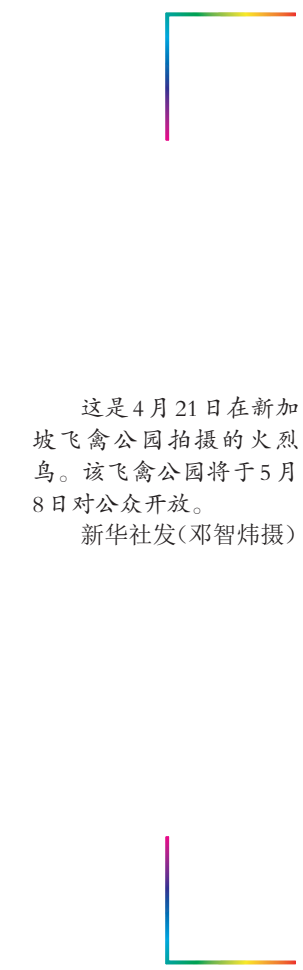 这是4月21日在新加
坡飞禽公园拍摄的火烈
鸟。该飞禽公园将于5月
8日对公众开放。
新华社发(邓智炜摄)